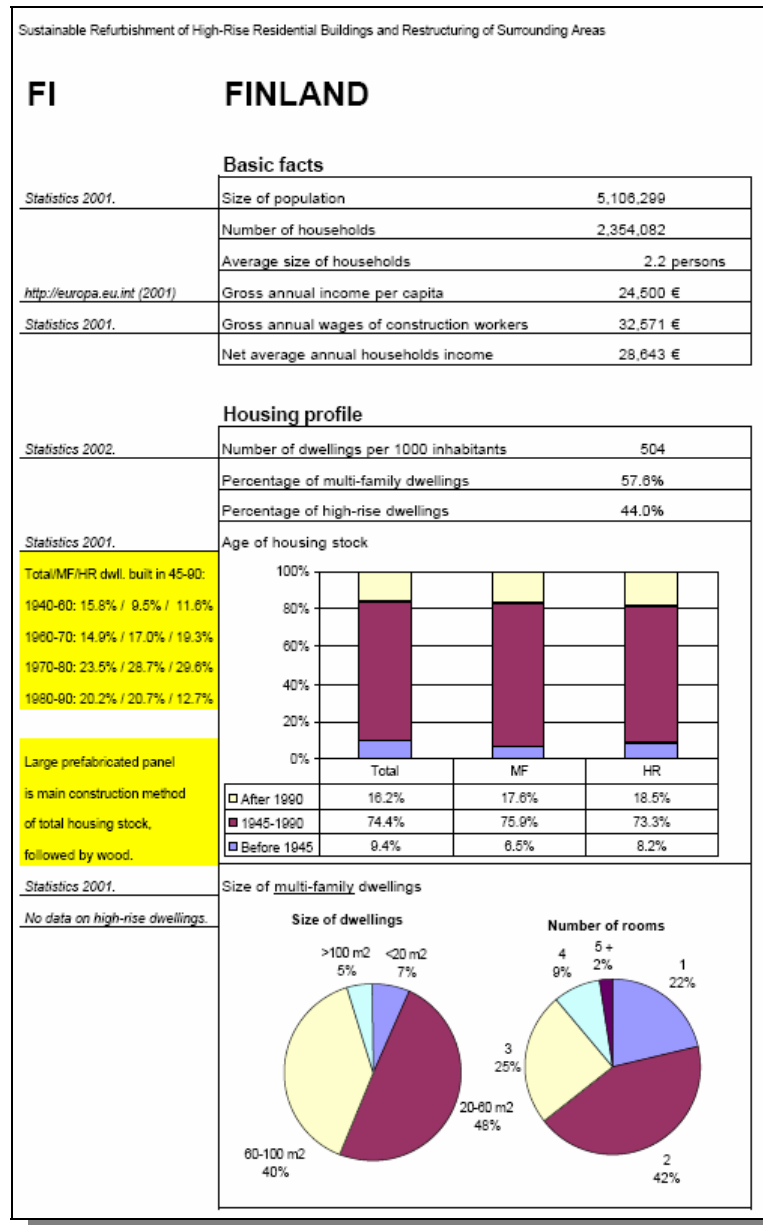 Sustainable Refurbishment of High-Rise Residential Buildings and Restructuring of Surrounding Areas
FI FINLAND
Basic facts
Statistics 2001. Size of population 5,106,299
Number of households 2,354,082
Average size of households 2.2 persons
http://europa.eu.int (2001) Gross annual income per capita 24,500 €
Statistics 2001. Gross annual wages of construction workers 32,571 €
Net average annual households income 28,643 €
Housing profile
Statistics 2002. Number of dwellings per 1000 inhabitants 504
Percentage of multi-family dwellings 57.6%
Percentage of high-rise dwellings 44.0%
Statistics 2001. Age of housing stock
Total/MF/HR dwll. built in 45-90:
1940-60: 15.8% / 9.5% / 11.6%
1960-70: 14.9% / 17.0% / 19.3%
1970-80: 23.5% / 28.7% / 29.6%
1980-90: 20.2% / 20.7% / 12.7%
Large prefabricated panel
is main construction method
of total housing stock,
followed by wood.
100%
80%
60%
40%
20%
0%
Total MF HR
After 1990 16.2% 17.6% 18.5%
1945-1990 74.4% 75.9% 73.3%
Before 1945 9.4% 6.5% 8.2%
Statistics 2001. Size of multi-family dwellings
No data on high-rise dwellings.
Size of dwellings
>100 m2
5%
<20 m2
7%
20-60 m2
48%
60-100 m2
40%
Number of rooms
5 +
2%
4
9%
1
22%
3
25%
2
42%